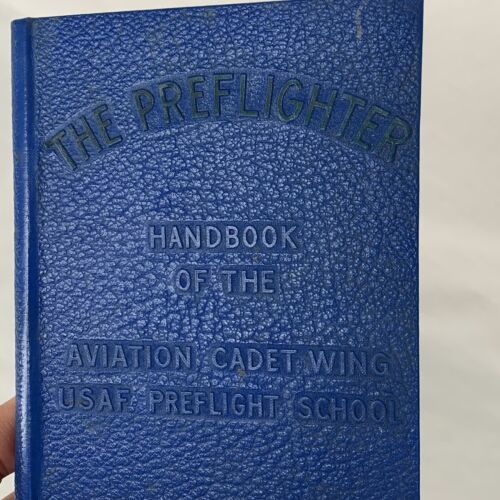 THE PREFLIGHTER
HANDBOOK
OF THE
AVIATION CADET WING
USAF PREFLIGHT SCHOOL